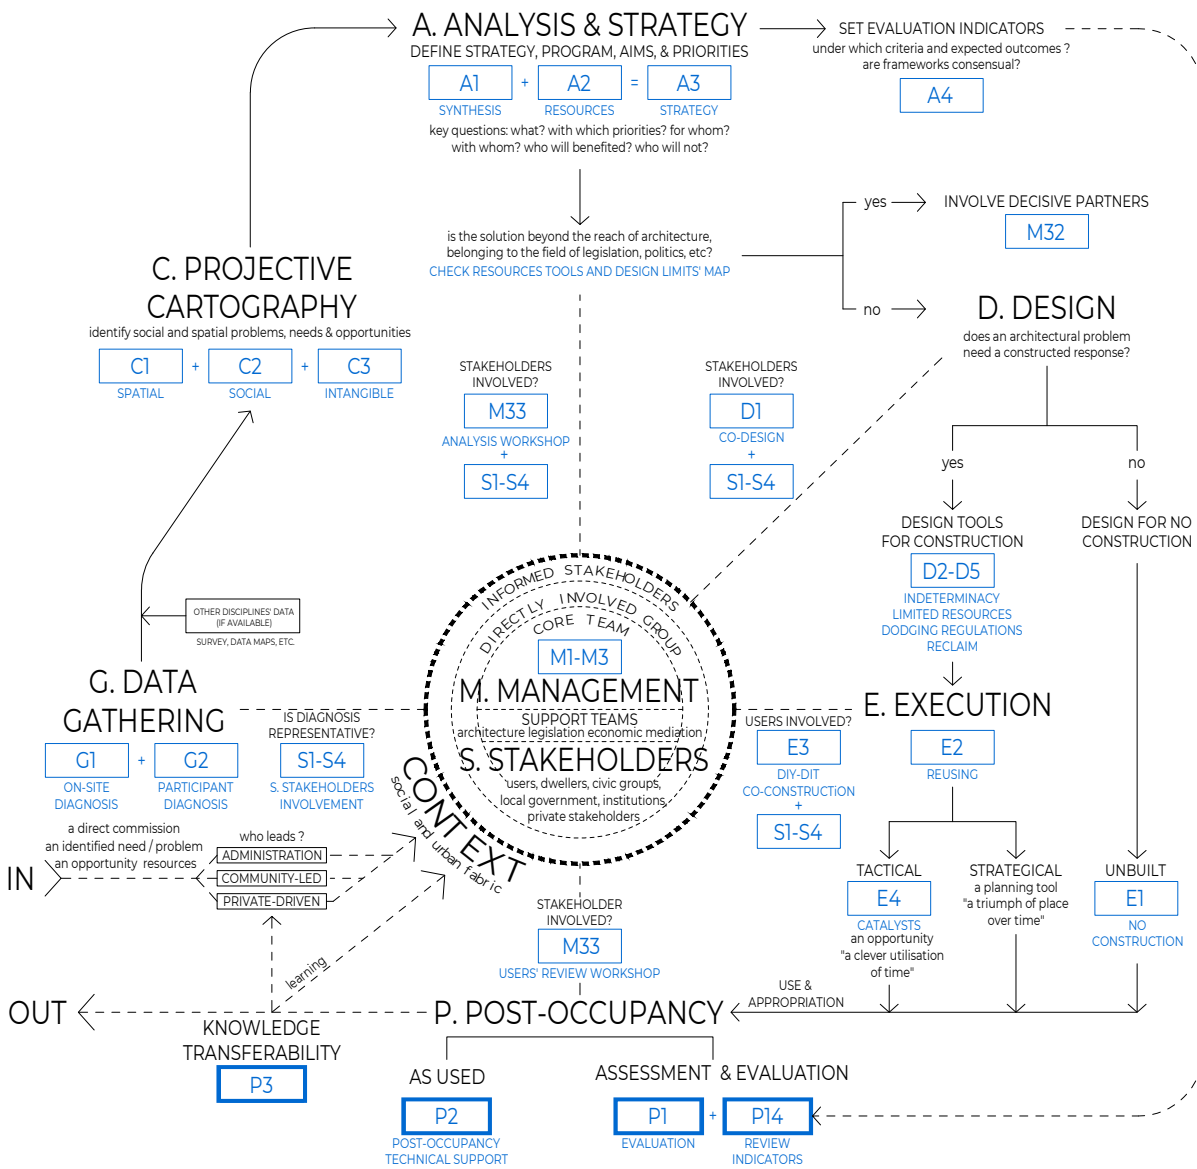 A. ANALYSIS & STRATEGY
DEFINE STRATEGY, PROGRAM, AIMS, & PRIORITIES
A1 + A2 = A3
SYNTHESIS RESOURCES STRATEGY
key questions: what? with which priorities? for whom?
with whom? who will benefited? who will not?
SET EVALUATION INDICATORS
under which criteria and expected outcomes ?
are frameworks consensual?
A4
is the solution beyond the reach of architecture,
belonging to the field of legislation, politics, etc?
CHECK RESOURCES TOOLS AND DESIGN LIMITS' MAP
yes
INVOLVE DECISIVE PARTNERS
M32
no
C. PROJECTIVE
CARTOGRAPHY
identify social and spatial problems, needs & opportunities
C1 + C2 + C3
SPATIAL SOCIAL INTANGIBLE
D. DESIGN
does an architectural problem
need a constructed response?
STAKEHOLDERS
INVOLVED?
M33
ANALYSIS WORKSHOP
+
S1-S4
STAKEHOLDERS
INVOLVED?
D1
CO-DESIGN
+
S1-S4
yes
no
DESIGN TOOLS
FOR CONSTRUCTION
D2-D5
INDETERMINACY
LIMITED RESOURCES
DODGING REGULATIONS
RECLAIM
DESIGN FOR NO
CONSTRUCTION
OTHER DISCIPLINES' DATA
(IF AVAILABLE)
SURVEY, DATA MAPS, ETC.
INFORMED STAKEHOLDERS
DIRECTLY INVOLVED GROUP
CORE TEAM
M1-M3
M. MANAGEMENT
SUPPORT TEAMS
architecture legislation economic mediation
S. STAKEHOLDERS
users, dwellers, civic groups,
local government, institutions,
private stakeholders
CONTEXT
social and urban fabric
G. DATA
GATHERING
G1 + G2
ON-SITE
DIAGNOSIS
PARTICIPANT
DIAGNOSIS
IS DIAGNOSIS
REPRESENTATIVE?
S1-S4
S. STAKEHOLDERS
INVOLVEMENT
E. EXECUTION
E2
REUSING
USERS INVOLVED?
E3
DIY-DIT
CO-CONSTRUCTiON
+
S1-S4
a direct commission
an identified need / problem
an opportunity resources
IN
who leads ?
ADMINISTRATION
COMMUNITY-LED
PRIVATE-DRIVEN
TACTICAL
E4
CATALYSTS
an opportunity
"a clever utilisation
of time"
STRATEGICAL
a planning tool
"a triumph of place
over time"
UNBUILT
E1
NO
CONSTRUCTION
STAKEHOLDER
INVOLVED?
M33
USERS' REVIEW WORKSHOP
learning
USE &
APPROPRIATION
OUT
P. POST-OCCUPANCY
KNOWLEDGE
TRANSFERABILITY
P3
AS USED
P2
POST-OCCUPANCY
TECHNICAL SUPPORT
ASSESSMENT & EVALUATION
P1 + P14
EVALUATION
REVIEW
INDICATORS